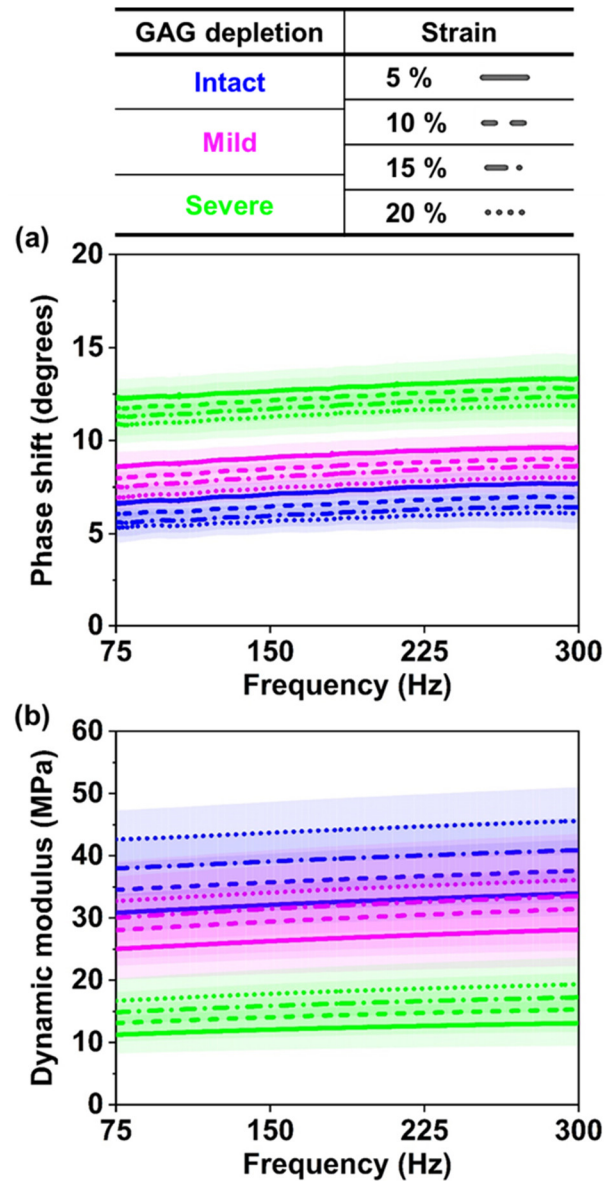 GAG depletion Strain
Intact 5 %
10 %
Mild
15 %
Severe 20 %
(a)
20
15
10
5
0
Phase shift (degrees)
75 150 225 300
Frequency (Hz)
(b)
60
50
40
30
20
10
0
Dynamic modulus (MPa)
75 150 225 300
Frequency (Hz)